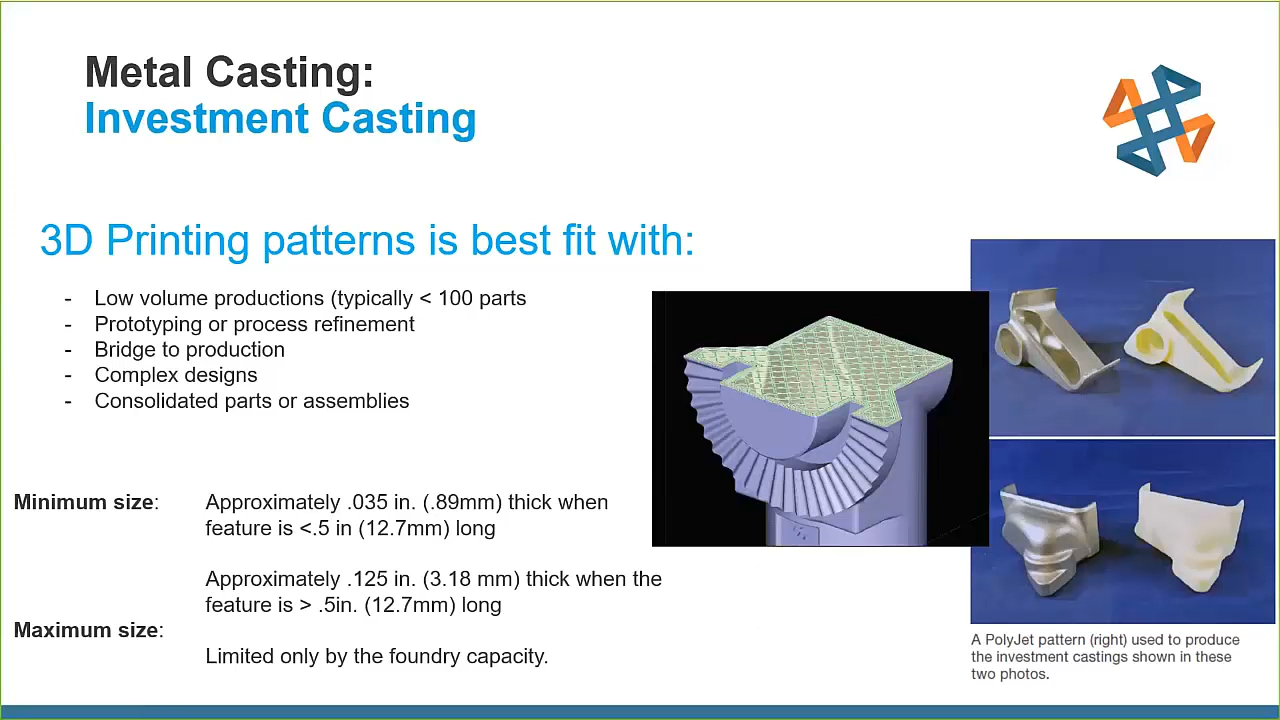 Metal Casting:
Investment Casting
3D Printing patterns is best fit with:
- Low volume productions (typically < 100 parts
- Prototyping or process refinement
- Bridge to production
- Complex designs
- Consolidated parts or assemblies
Minimum size: Approximately .035 in. (.89mm) thick when
feature is <.5 in (12.7mm) long
Approximately .125 in. (3.18 mm) thick when the
feature is > .5in. (12.7mm) long
Maximum size:
Limited only by the foundry capacity.
A PolyJet pattern (right) used to produce
the investment castings shown in these
two photos.